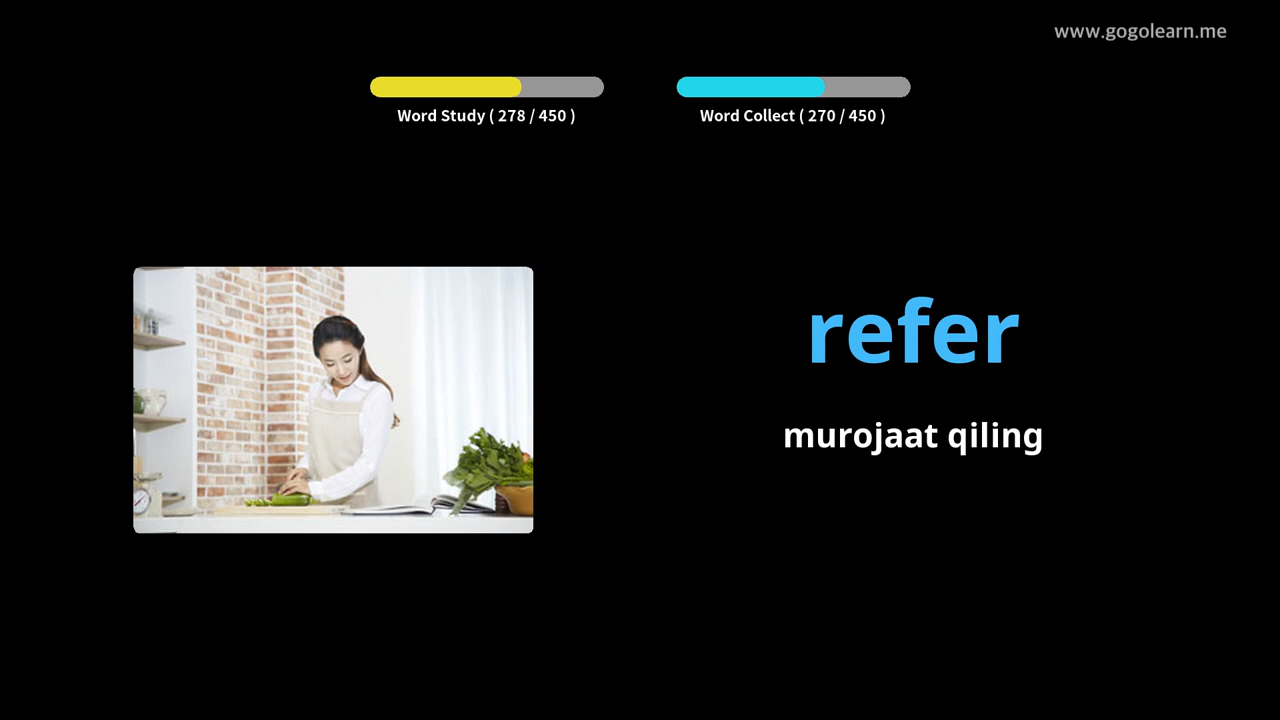 www.gogolearn.me
Word Study ( 278 / 450 )
Word Collect ( 270 / 450 )
refer
murojaat qiling